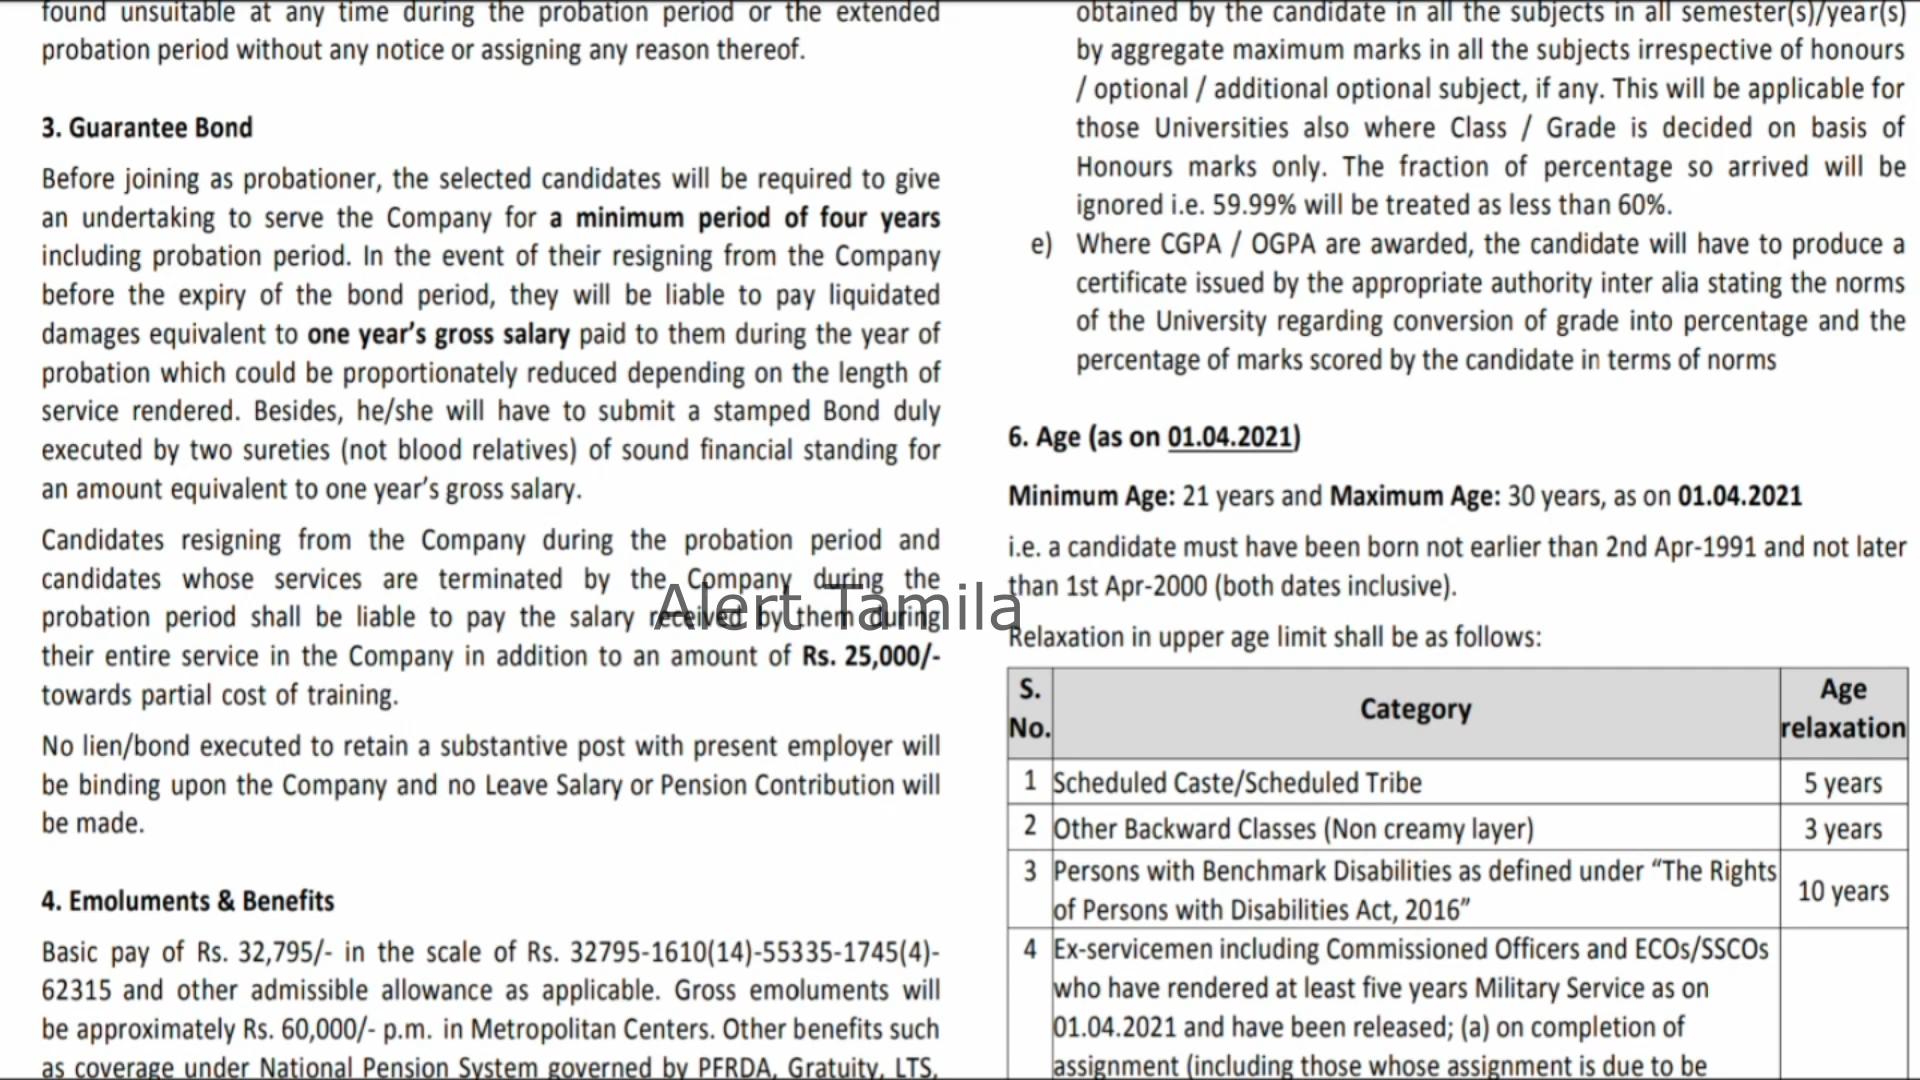 found unsuitable at any time during the probation period or the extended
probation period without any notice or assigning any reason thereof.
3. Guarantee Bond
Before joining as probationer, the selected candidates will be required to give
an undertaking to serve the Company for a minimum period of four years
including probation period. In the event of their resigning from the Company
before the expiry of the bond period, they will be liable to pay liquidated
damages equivalent to one year’s gross salary paid to them during the year of
probation which could be proportionately reduced depending on the length of
service rendered. Besides, he/she will have to submit a stamped Bond duly
executed by two sureties (not blood relatives) of sound financial standing for
an amount equivalent to one year’s gross salary.
Candidates resigning from the Company during the probation period and
candidates whose services are terminated by the Company during the
probation period shall be liable to pay the salary received by them during
their entire service in the Company in addition to an amount of Rs. 25,000/-
towards partial cost of training.
No lien/bond executed to retain a substantive post with present employer will
be binding upon the Company and no Leave Salary or Pension Contribution will
be made.
4. Emoluments & Benefits
Basic pay of Rs. 32,795/- in the scale of Rs. 32795-1610(14)-55335-1745(4)-
62315 and other admissible allowance as applicable. Gross emoluments will
be approximately Rs. 60,000/- p.m. in Metropolitan Centers. Other benefits such
as coverage under National Pension System governed by PFRDA, Gratuity, LTS,
obtained by the candidate in all the subjects in all semester(s)/year(s)
by aggregate maximum marks in all the subjects irrespective of honours
/ optional / additional optional subject, if any. This will be applicable for
those Universities also where Class / Grade is decided on basis of
Honours marks only. The fraction of percentage so arrived will be
ignored i.e. 59.99% will be treated as less than 60%.
e) Where CGPA / OGPA are awarded, the candidate will have to produce a
certificate issued by the appropriate authority inter alia stating the norms
of the University regarding conversion of grade into percentage and the
percentage of marks scored by the candidate in terms of norms
6. Age (as on 01.04.2021)
Minimum Age: 21 years and Maximum Age: 30 years, as on 01.04.2021
i.e. a candidate must have been born not earlier than 2nd Apr-1991 and not later
than 1st Apr-2000 (both dates inclusive).
Relaxation in upper age limit shall be as follows:
S. No. Category Age relaxation
1 Scheduled Caste/Scheduled Tribe 5 years
2 Other Backward Classes (Non creamy layer) 3 years
3 Persons with Benchmark Disabilities as defined under “The Rights
of Persons with Disabilities Act, 2016” 10 years
4 Ex-servicemen including Commissioned Officers and ECOs/SSCOs
who have rendered at least five years Military Service as on
01.04.2021 and have been released; (a) on completion of
assignment (including those whose assignment is due to be
Alert Tamila